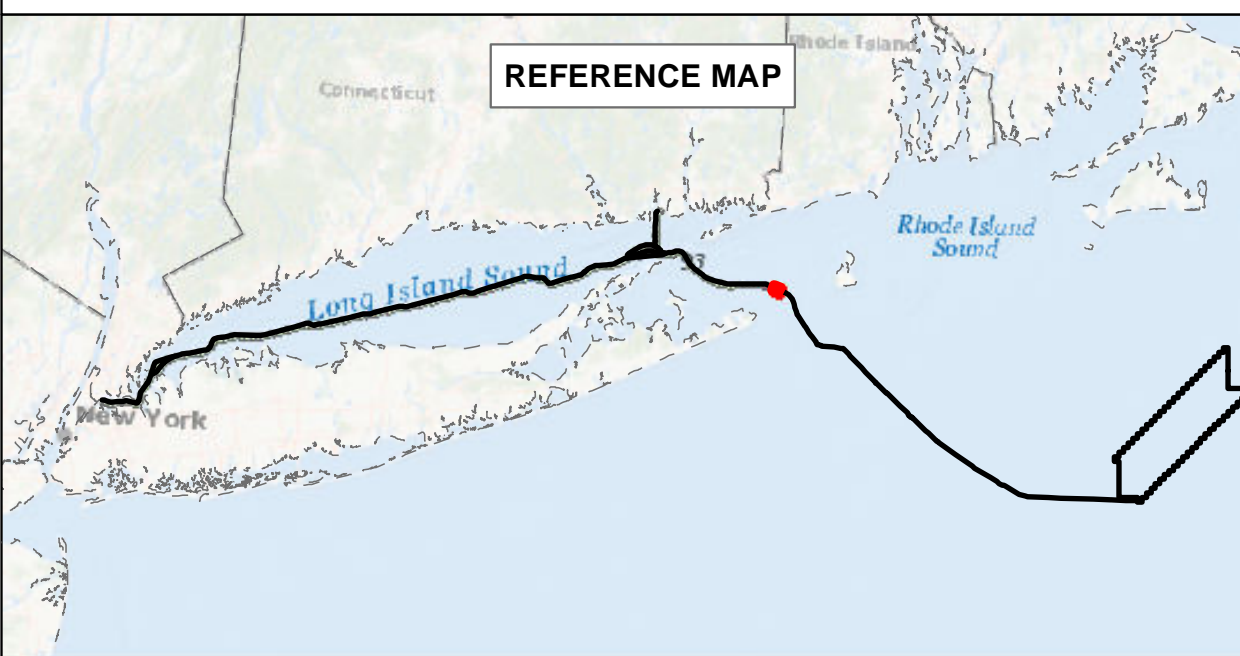 Rhode Island
REFERENCE MAP
Connecticut
Rhode Island
Sound
Long Island Sound
New York